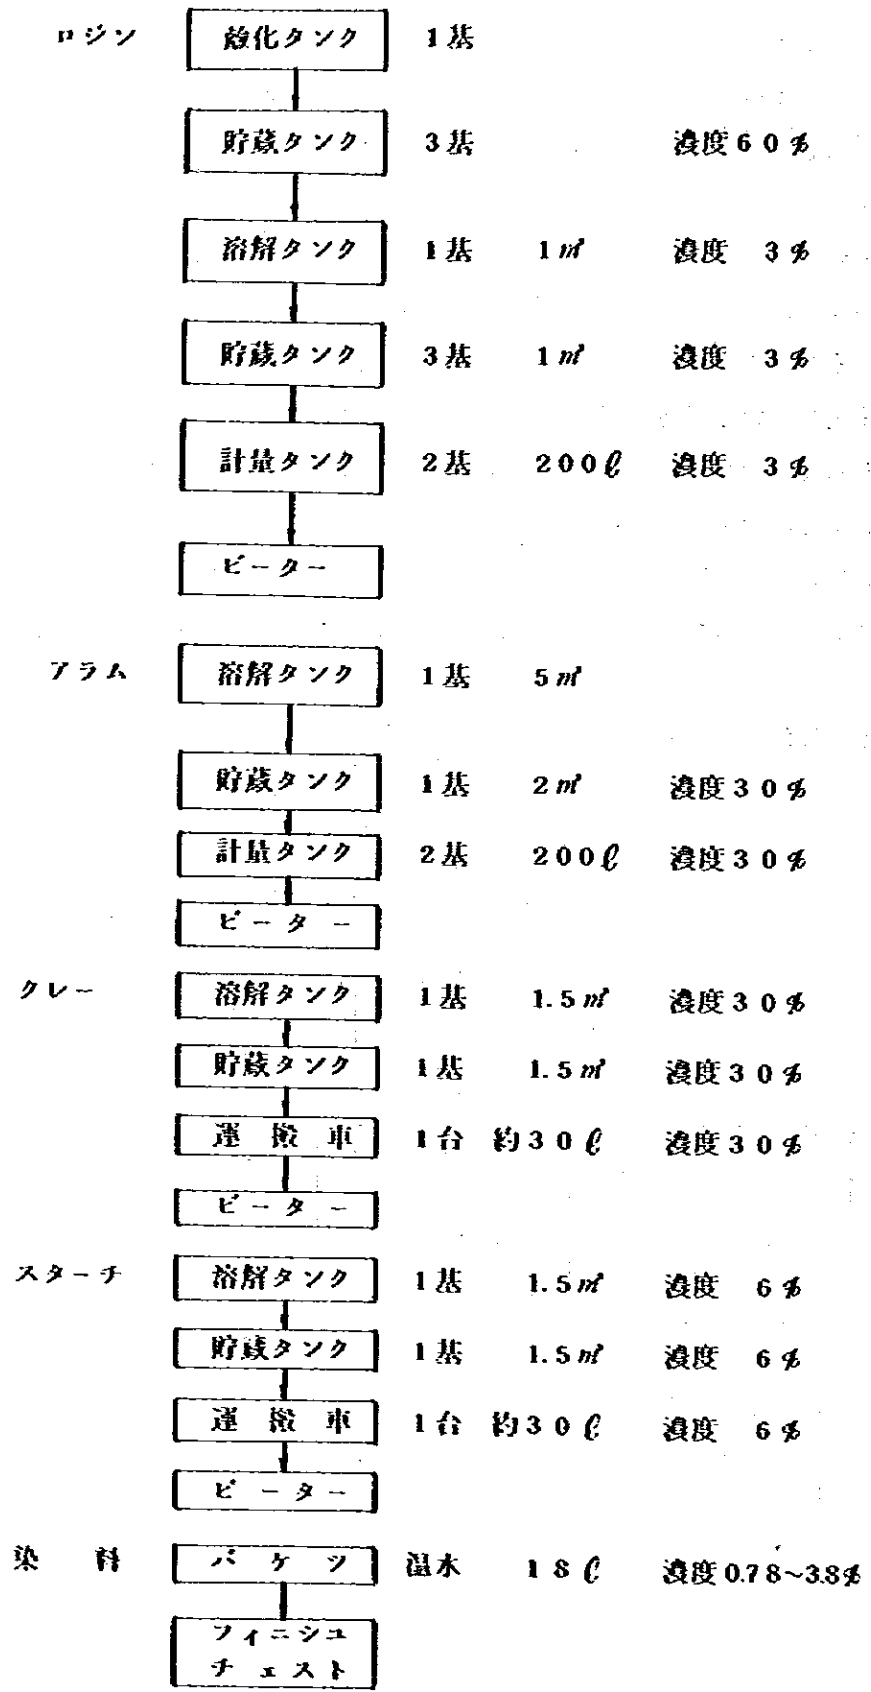 ロジン 鹸化タンク 1基
貯蔵タンク 3基 濃度60%
溶解タンク 1基 1㎥ 濃度 3%
貯蔵タンク 3基 1㎥ 濃度 3%
計量タンク 2基 200ℓ 濃度 3%
ビーター
アラム 溶解タンク 1基 5㎥
貯蔵タンク 1基 2㎥ 濃度30%
計量タンク 2基 200ℓ 濃度30%
ビーター
クレー 溶解タンク 1基 1.5㎥ 濃度30%
貯蔵タンク 1基 1.5㎥ 濃度30%
運搬車 1台 約30ℓ 濃度30%
ビーター
スターチ 溶解タンク 1基 1.5㎥ 濃度 6%
貯蔵タンク 1基 1.5㎥ 濃度 6%
運搬車 1台 約30ℓ 濃度 6%
ビーター
染料 バケツ 温水 18ℓ 濃度0.78~3.8%
フィニシュ
チェスト